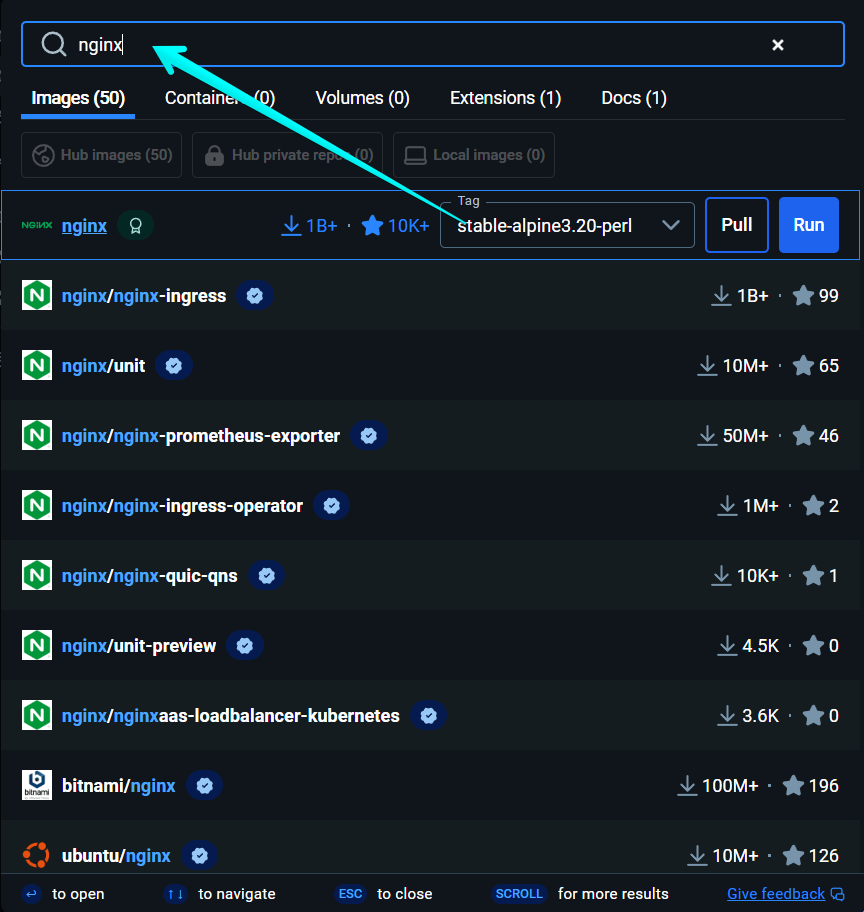 nginx
Images (50) Containers (0) Volumes (0) Extensions (1) Docs (1)
Hub images (50) Hub private repos (0) Local images (0)
Tag
NGINX nginx 1B+ · 10K+ stable-alpine3.20-perl Pull Run
N nginx/nginx-ingress 1B+ · 99
N nginx/unit 10M+ · 65
N nginx/nginx-prometheus-exporter 50M+ · 46
N nginx/nginx-ingress-operator 1M+ · 2
N nginx/nginx-quic-qns 10K+ · 1
N nginx/unit-preview 4.5K · 0
N nginx/nginxaas-loadbalancer-kubernetes 3.6K · 0
bitnami bitnami/nginx 100M+ · 196
ubuntu/nginx 10M+ · 126
to open to navigate ESC to close SCROLL for more results Give feedback